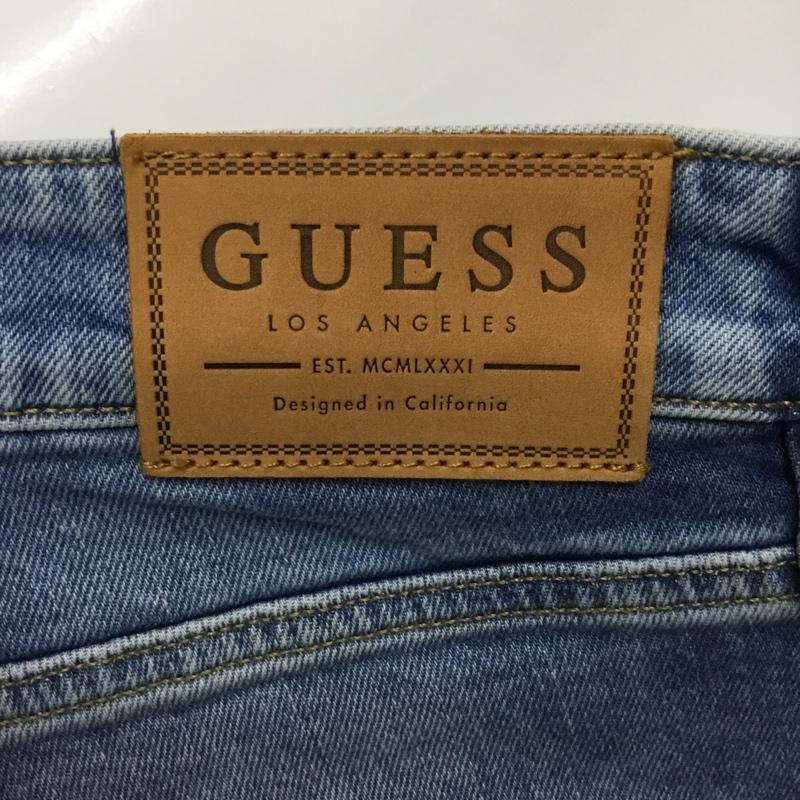 GUESS
LOS ANGELES
EST. MCMLXXXI
Designed in California